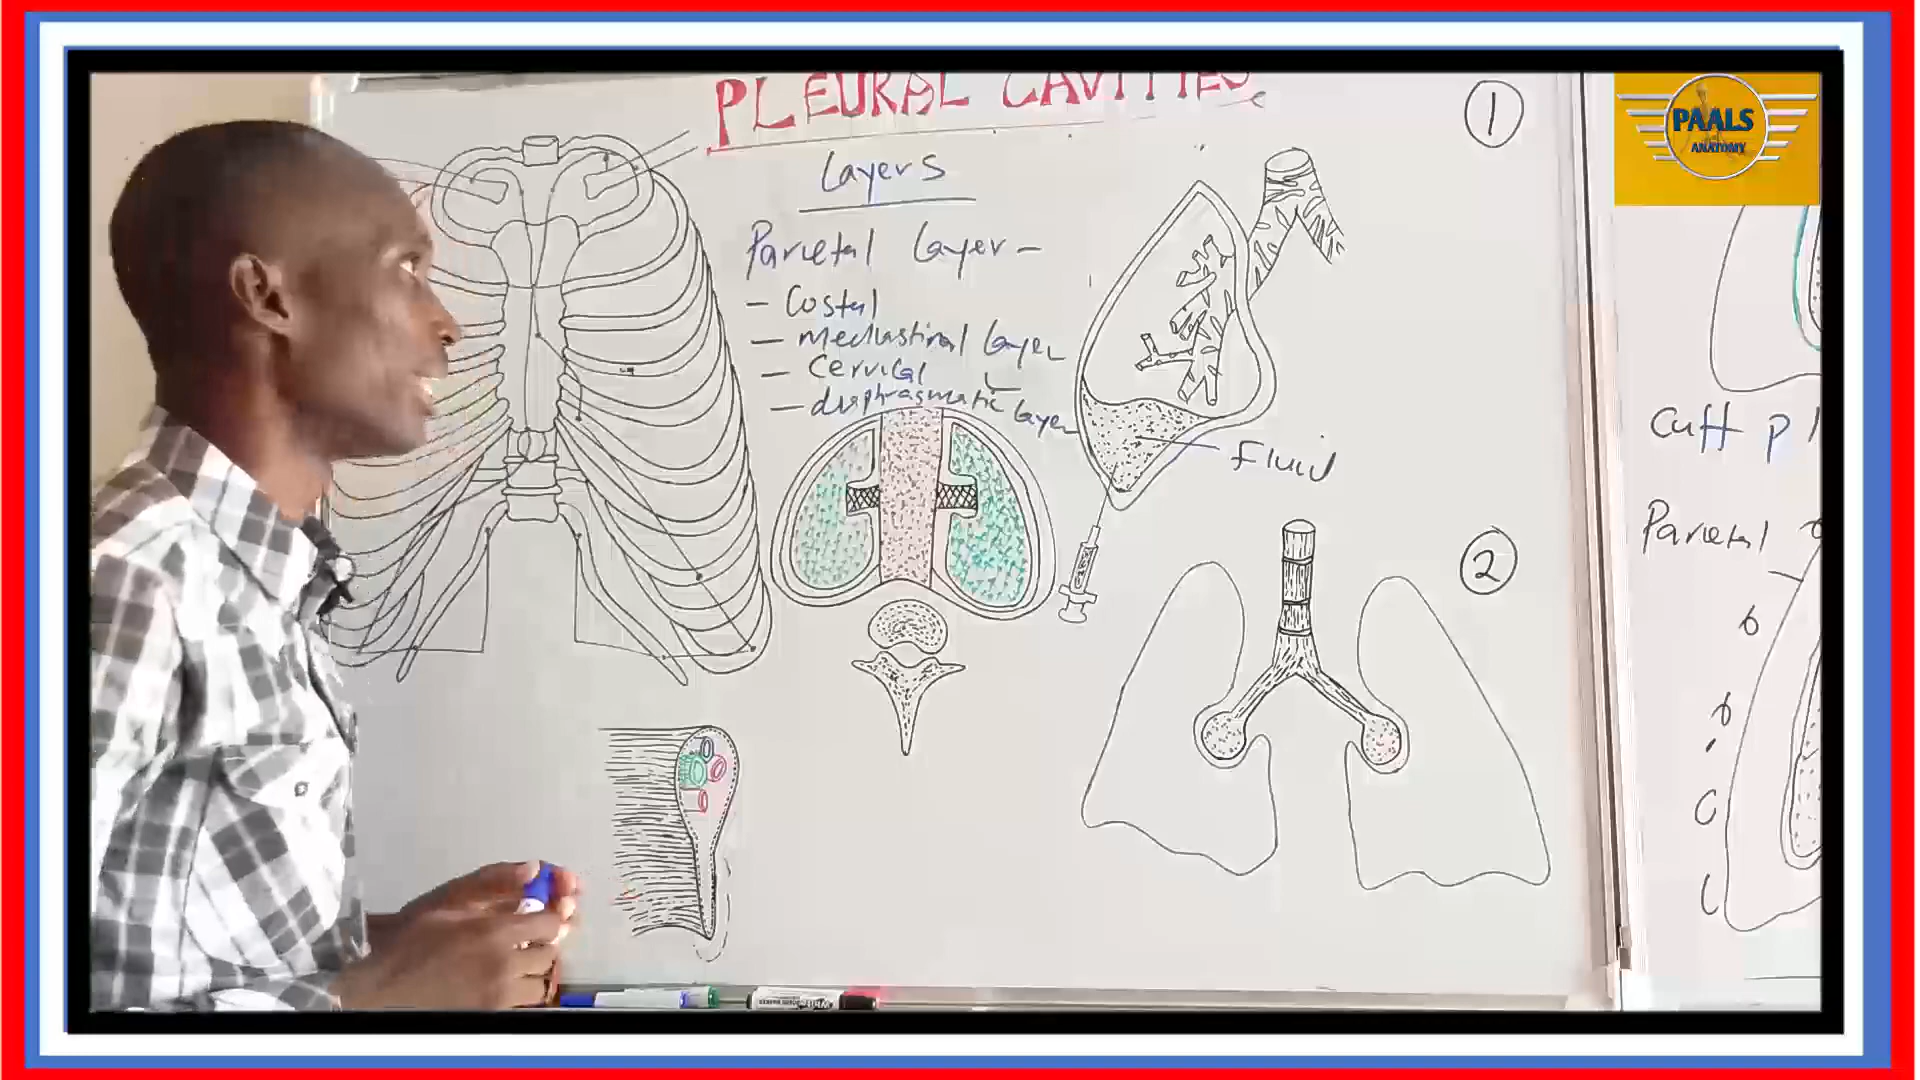 PLEURAL CAVITIES
1
PAALS
ANATOMY
Layers
Parietal layer -
- Costal
- mediastinal layer
- Cervical L
- diaphragmatic layer
Fluid
Cuff P
2
Parietal